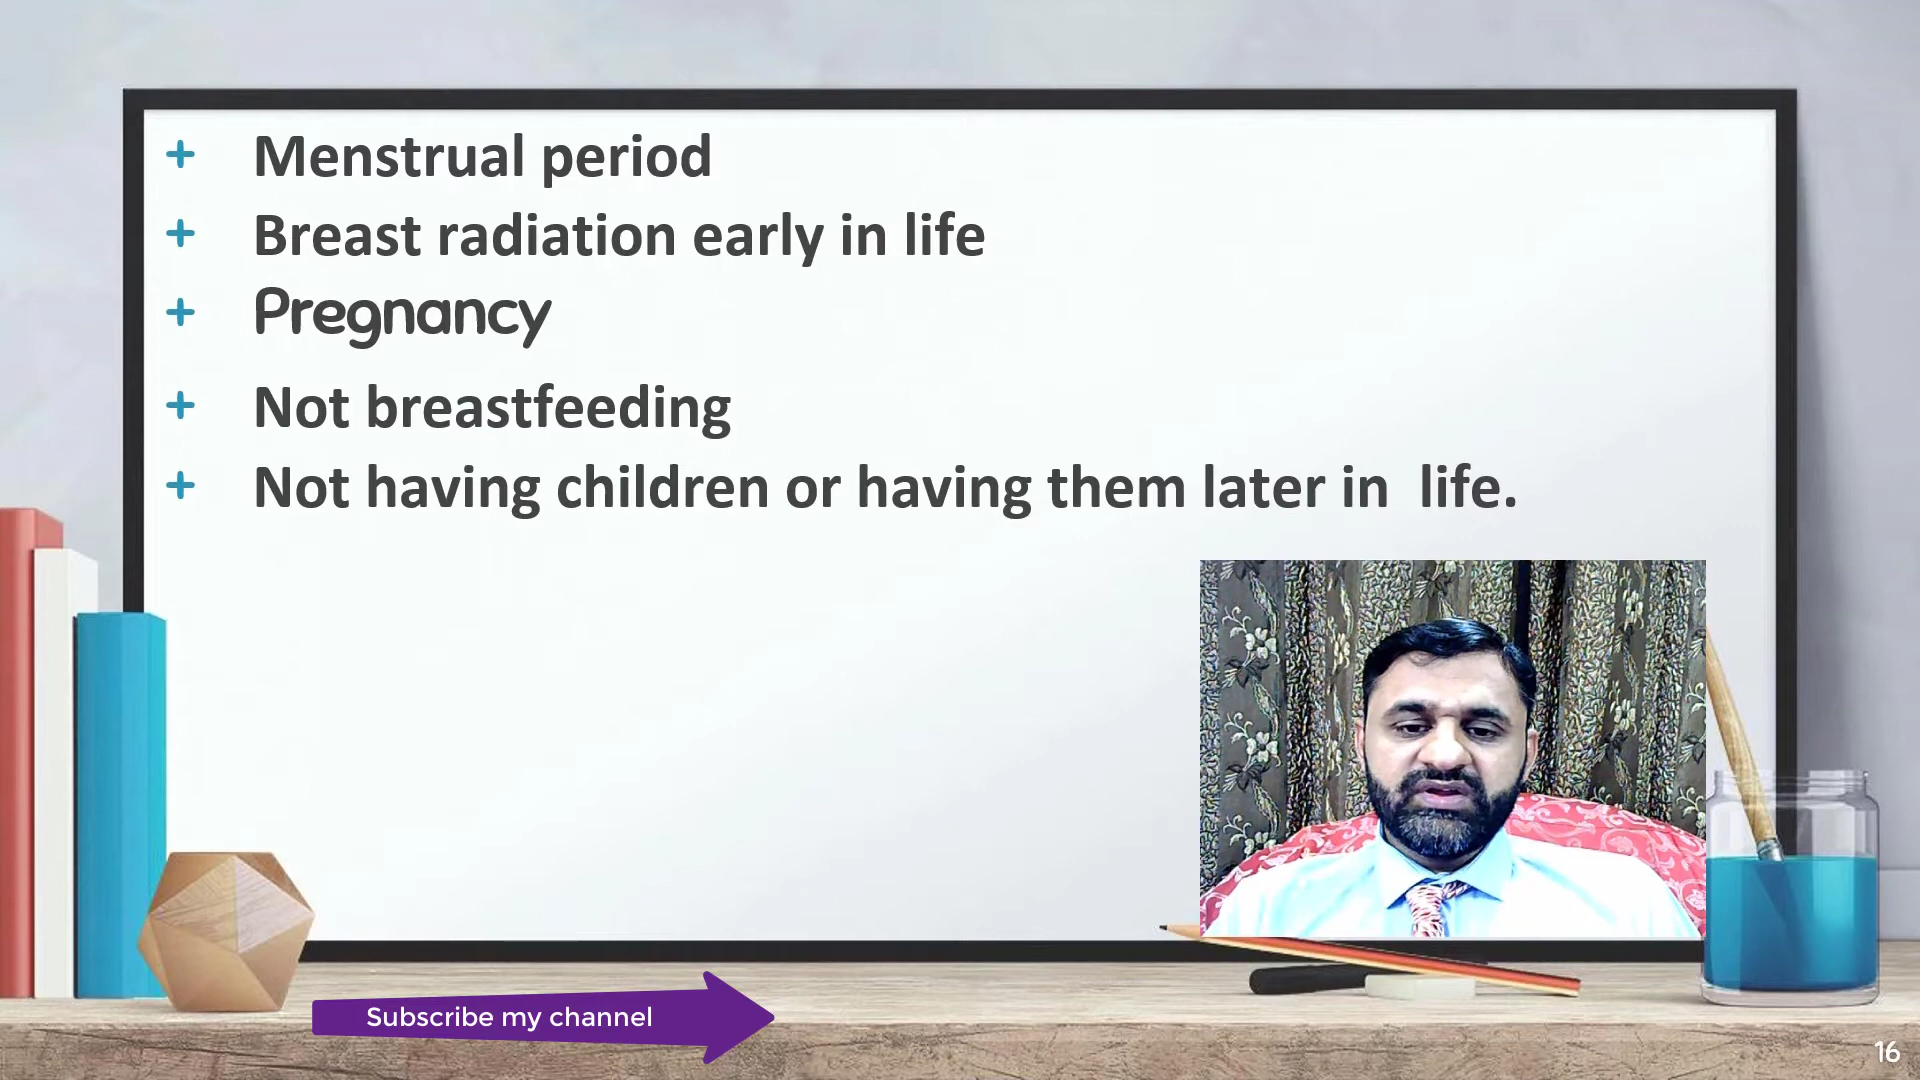 + Menstrual period
+ Breast radiation early in life
+ Pregnancy
+ Not breastfeeding
+ Not having children or having them later in life.
Subscribe my channel
16